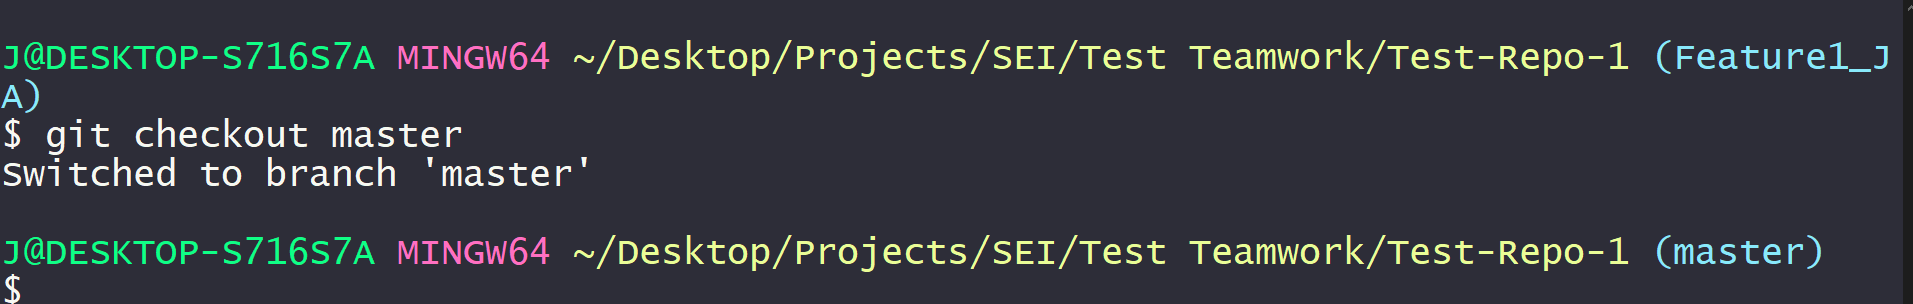 J@DESKTOP-S716S7A MINGW64 ~/Desktop/Projects/SEI/Test Teamwork/Test-Repo-1 (Feature1_J
A)
$ git checkout master
Switched to branch 'master'
J@DESKTOP-S716S7A MINGW64 ~/Desktop/Projects/SEI/Test Teamwork/Test-Repo-1 (master)
$